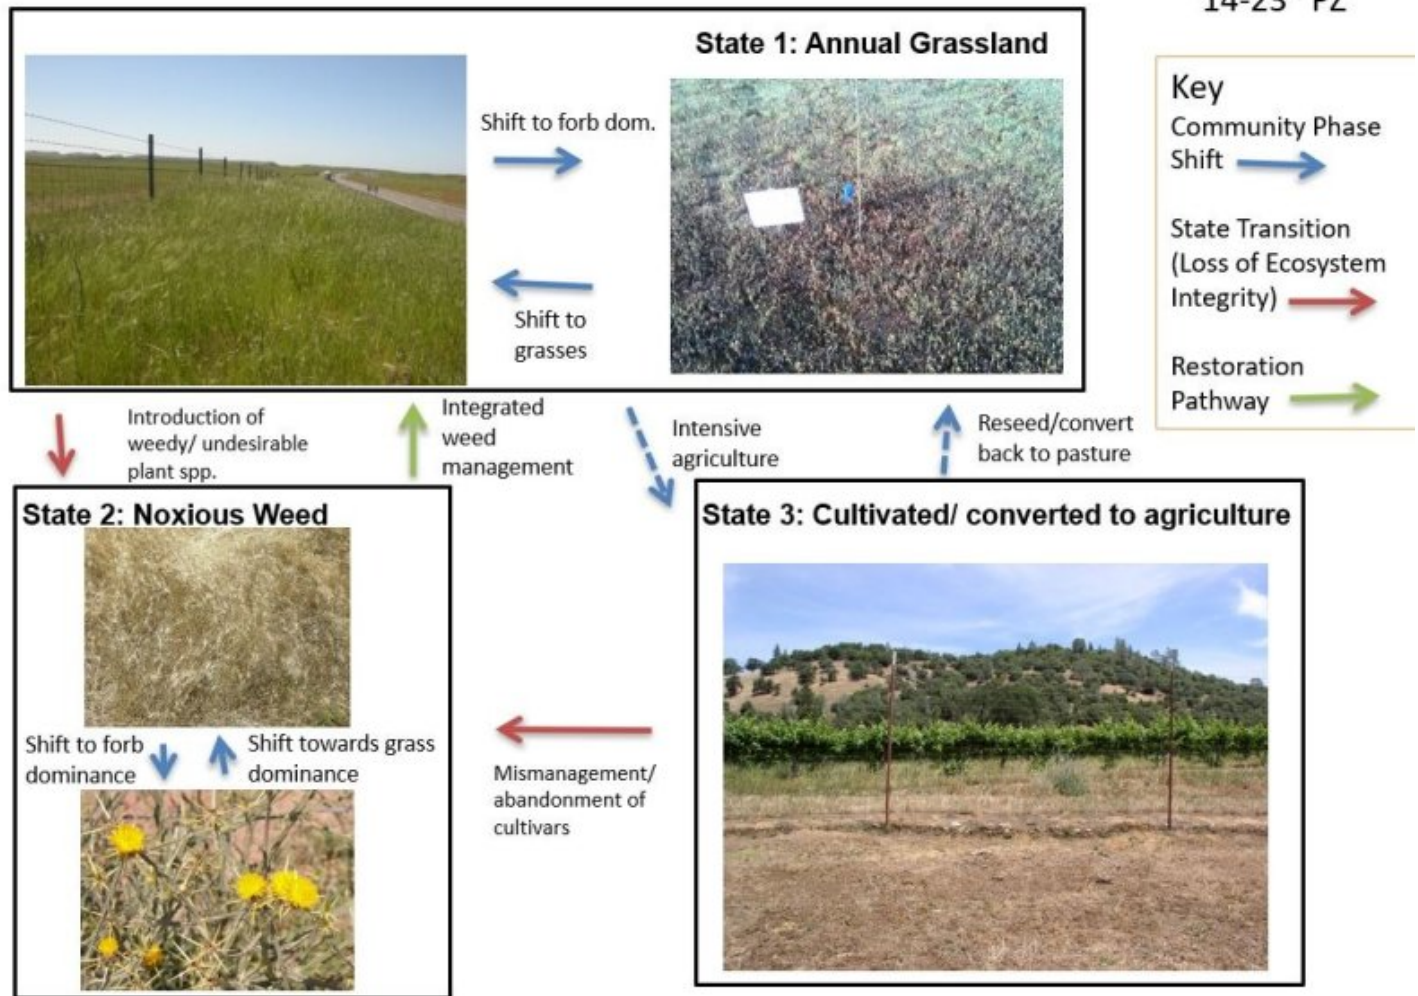 14-23" PZ
State 1: Annual Grassland
Shift to forb dom.
Shift to
grasses
Key
Community Phase
Shift
State Transition
(Loss of Ecosystem
Integrity)
Restoration
Pathway
Introduction of
weedy/ undesirable
plant spp.
Integrated
weed
management
Intensive
agriculture
Reseed/convert
back to pasture
State 2: Noxious Weed
Shift to forb
dominance
Shift towards grass
dominance
Mismanagement/
abandonment of
cultivars
State 3: Cultivated/ converted to agriculture